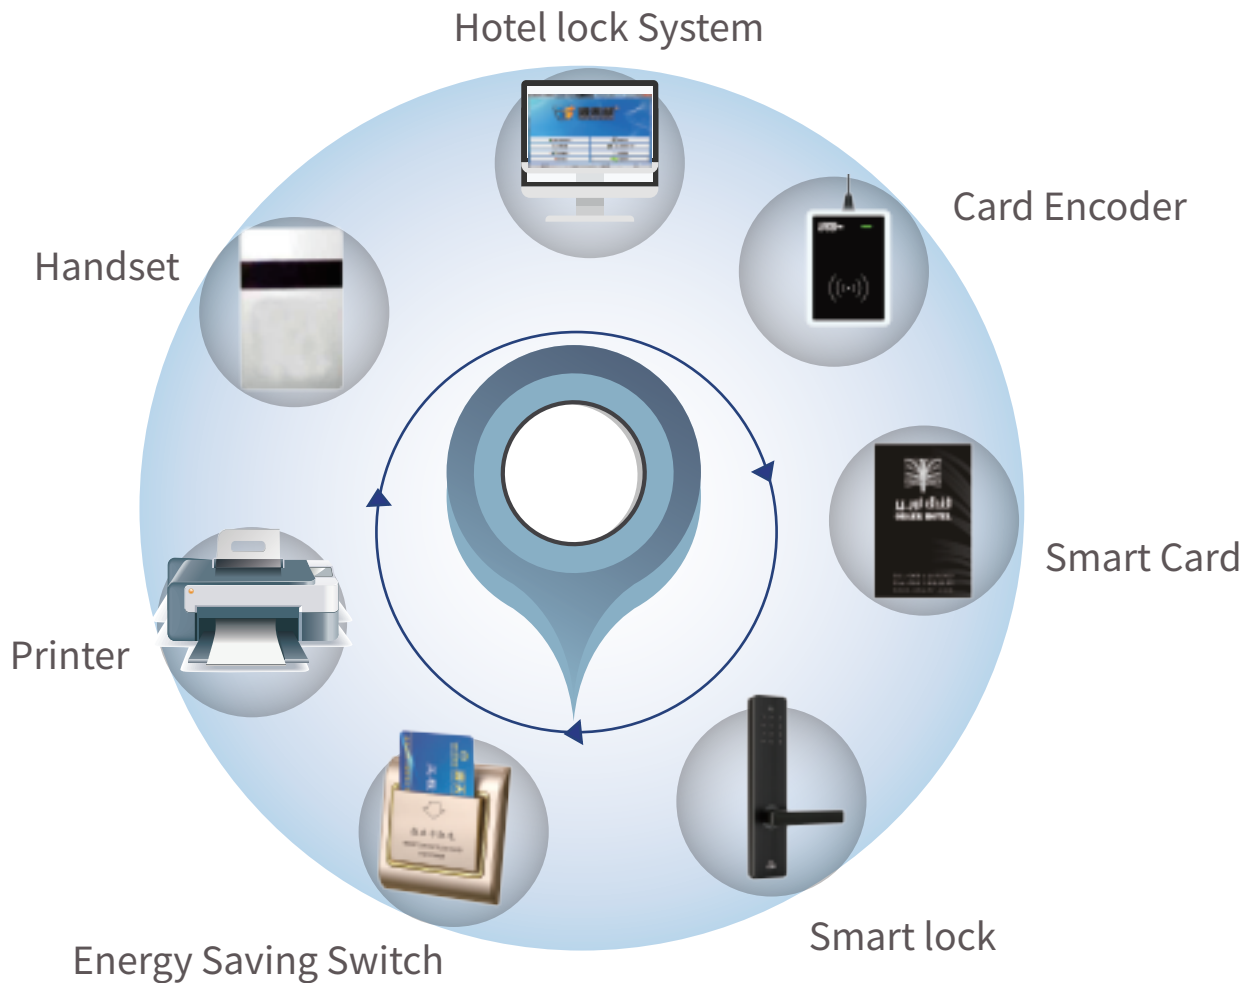 Hotel lock System
Card Encoder
Handset
Smart Card
Printer
Smart lock
Energy Saving Switch